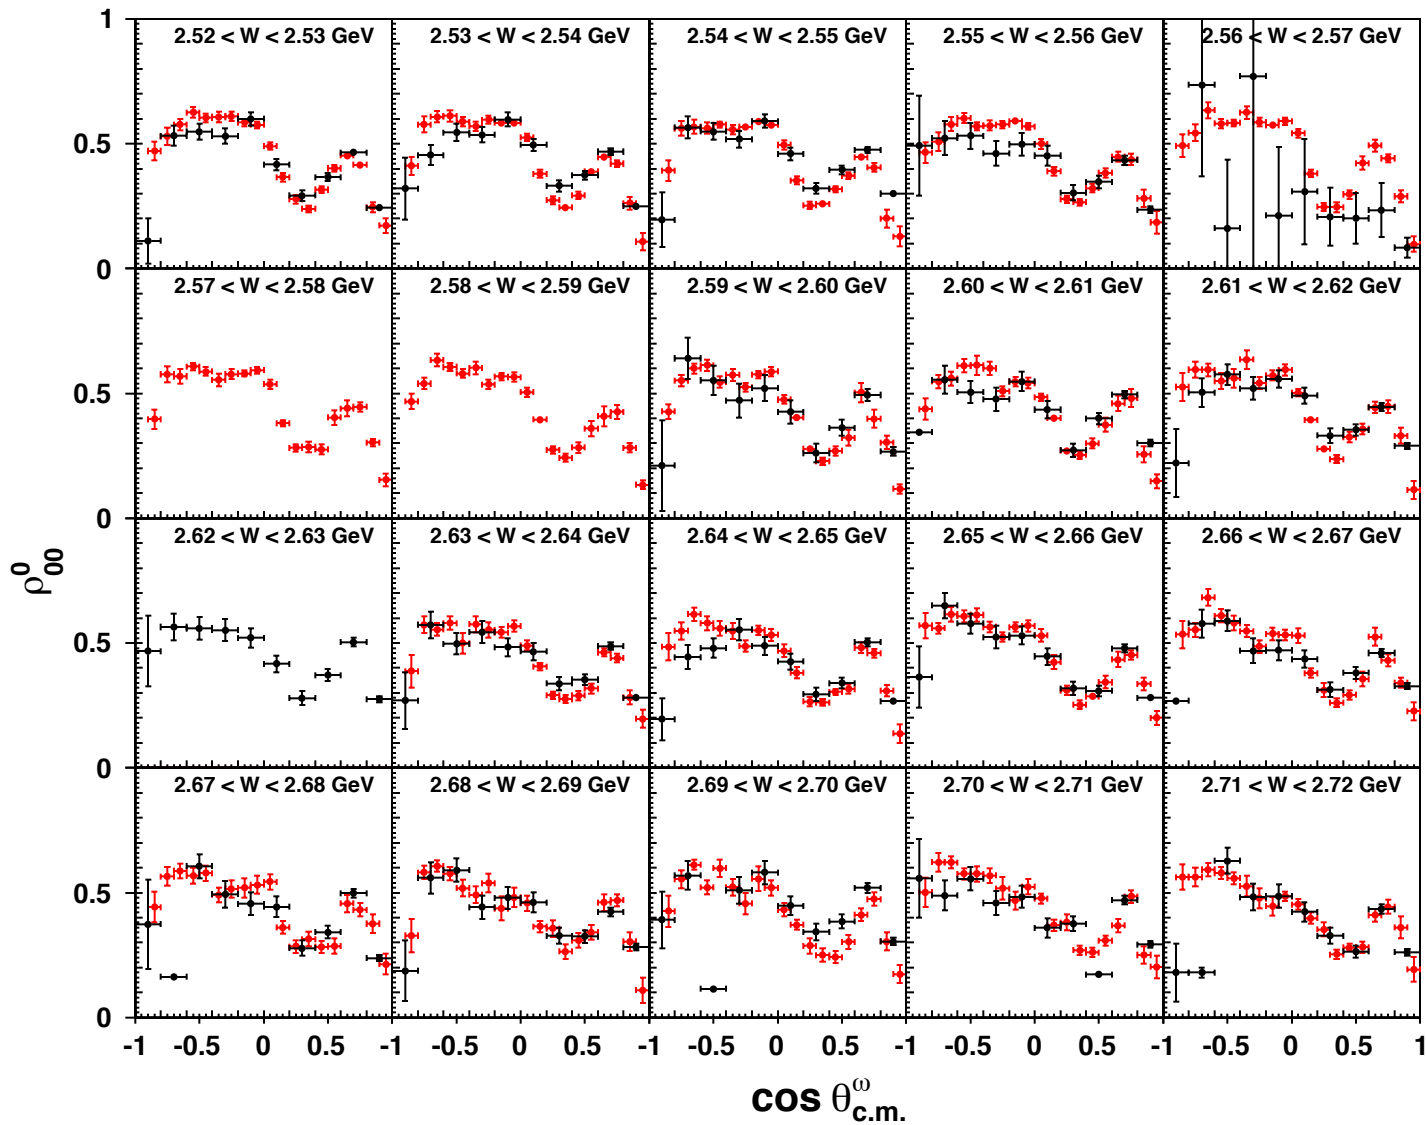 1
2.52 < W < 2.53 GeV 2.53 < W < 2.54 GeV 2.54 < W < 2.55 GeV 2.55 < W < 2.56 GeV 2.56 < W < 2.57 GeV
0.5
0
2.57 < W < 2.58 GeV 2.58 < W < 2.59 GeV 2.59 < W < 2.60 GeV 2.60 < W < 2.61 GeV 2.61 < W < 2.62 GeV
0.5
0
2.62 < W < 2.63 GeV 2.63 < W < 2.64 GeV 2.64 < W < 2.65 GeV 2.65 < W < 2.66 GeV 2.66 < W < 2.67 GeV
ρ⁰₀₀
0.5
0
2.67 < W < 2.68 GeV 2.68 < W < 2.69 GeV 2.69 < W < 2.70 GeV 2.70 < W < 2.71 GeV 2.71 < W < 2.72 GeV
0.5
0
-1 -0.5 0 0.5 -1 -0.5 0 0.5 -1 -0.5 0 0.5 -1 -0.5 0 0.5 -1 -0.5 0 0.5 1
cos θ^ω_c.m.